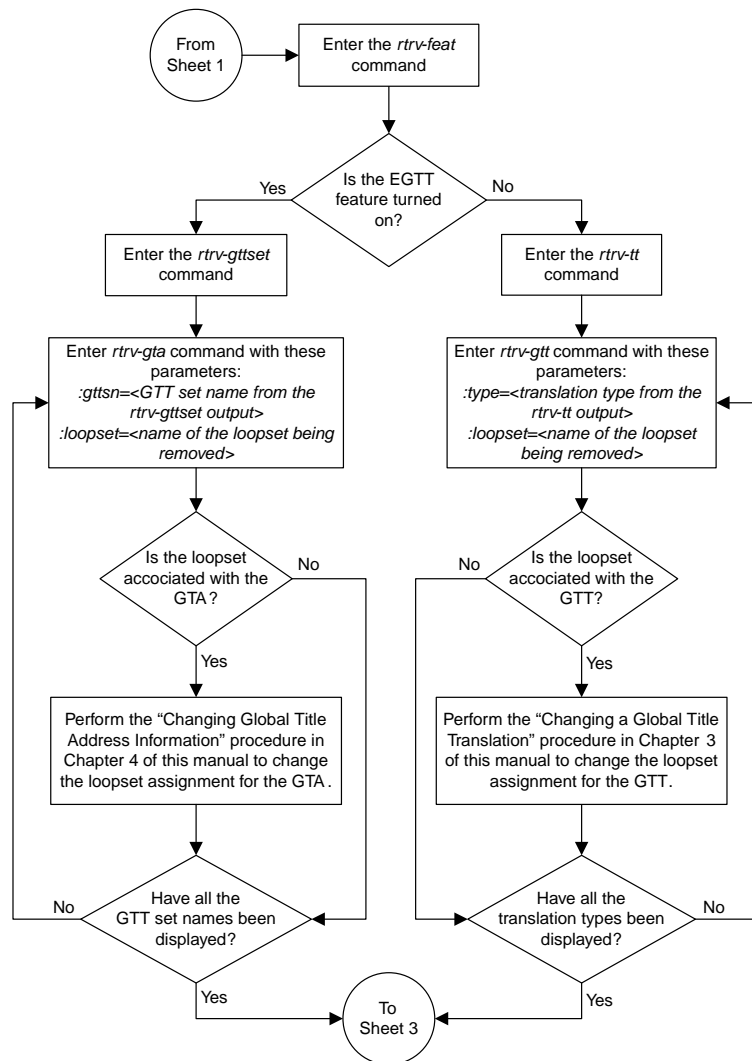 From
Sheet 1
Enter the rtrv-feat
command
Is the EGTT
feature turned
on?
Yes
No
Enter the rtrv-gttset
command
Enter the rtrv-tt
command
Enter rtrv-gta command with these
parameters:
:gttsn=<GTT set name from the
rtrv-gttset output>
:loopset=<name of the loopset being
removed>
Enter rtrv-gtt command with these
parameters:
:type=<translation type from the
rtrv-tt output>
:loopset=<name of the loopset
being removed>
Is the loopset
accociated with the
GTA?
No
Yes
Is the loopset
accociated with the
GTT?
No
Yes
Perform the “Changing Global Title
Address Information” procedure in
Chapter 4 of this manual to change
the loopset assignment for the GTA.
Perform the “Changing a Global Title
Translation” procedure in Chapter 3
of this manual to change the loopset
assignment for the GTT.
Have all the
GTT set names been
displayed?
No
Yes
Have all the
translation types been
displayed?
No
Yes
To
Sheet 3